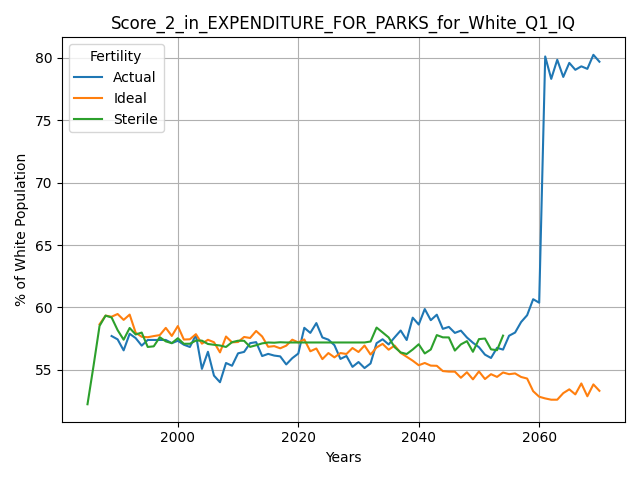 Score_2_in_EXPENDITURE_FOR_PARKS_for_White_Q1_IQ
Fertility
Actual
Ideal
Sterile
% of White Population
80
75
70
65
60
55
2000
2020
2040
2060
Years